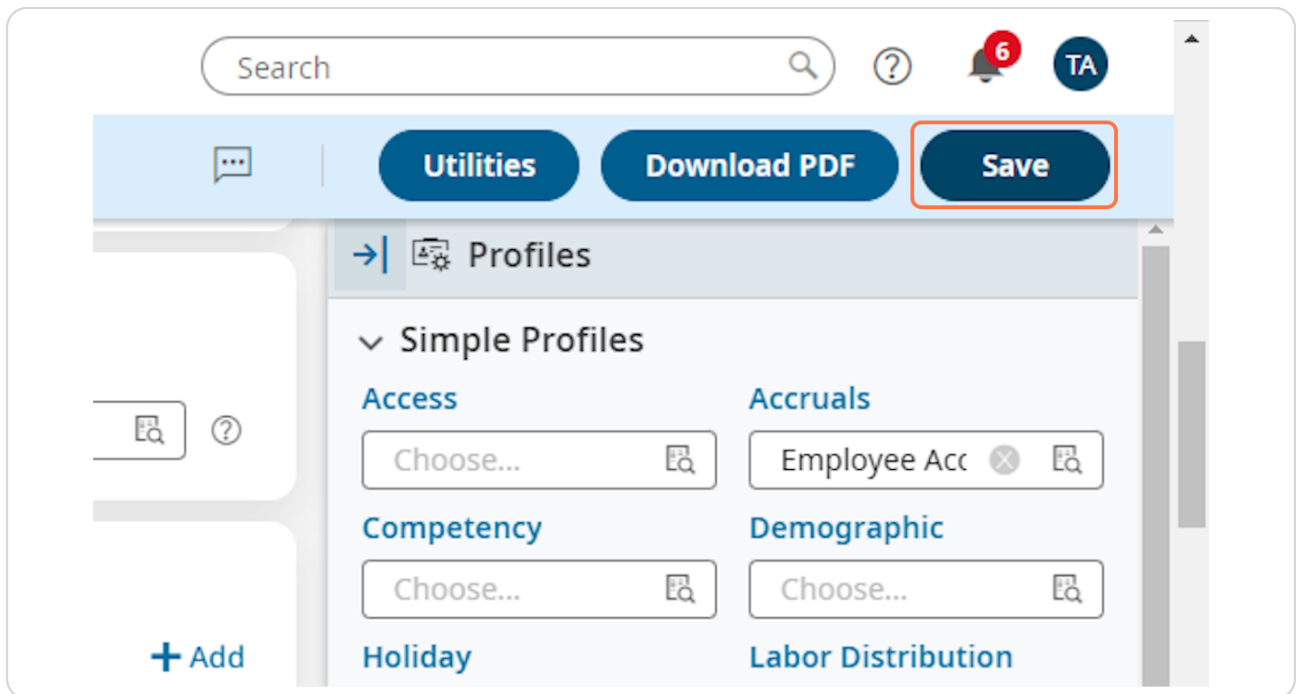 Search
6
TA
Utilities
Download PDF
Save
Profiles
Simple Profiles
Access
Accruals
Choose...
Employee Acc
Competency
Demographic
Choose...
Choose...
Add
Holiday
Labor Distribution